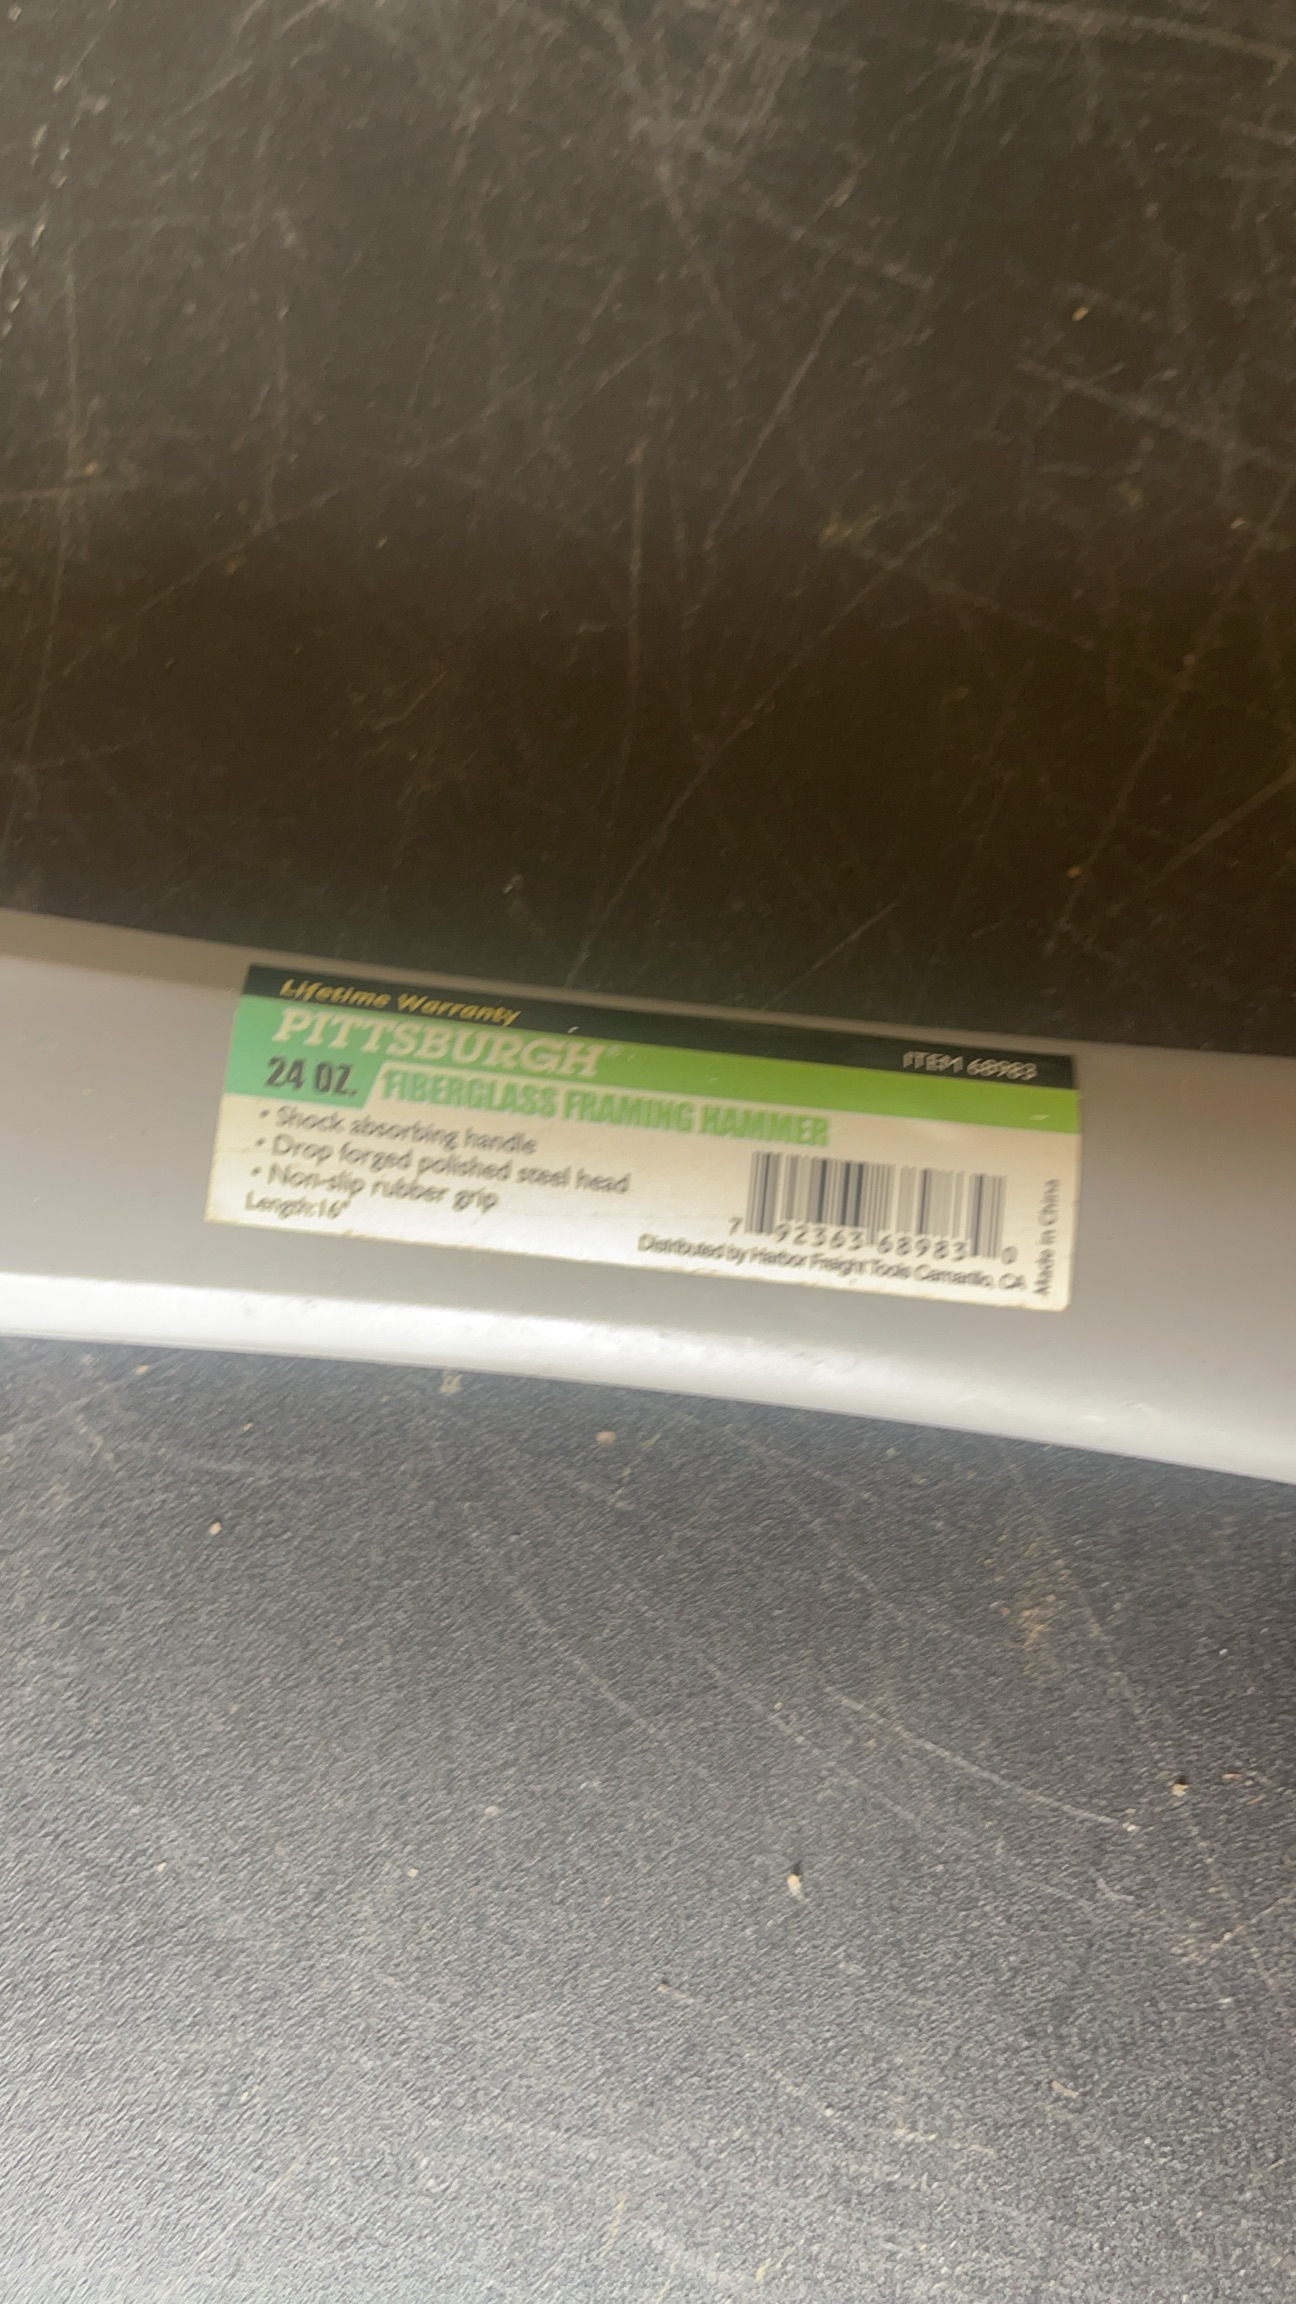 Lifetime Warranty
ITEM 68983
PITTSBURGH®
24 OZ. FIBERGLASS FRAMING HAMMER
• Shock absorbing handle
• Drop forged polished steel head
• Non-slip rubber grip
Length:16"
7 92363 68983 0
Distributed by Harbor Freight Tools Camarillo, CA
Made in China